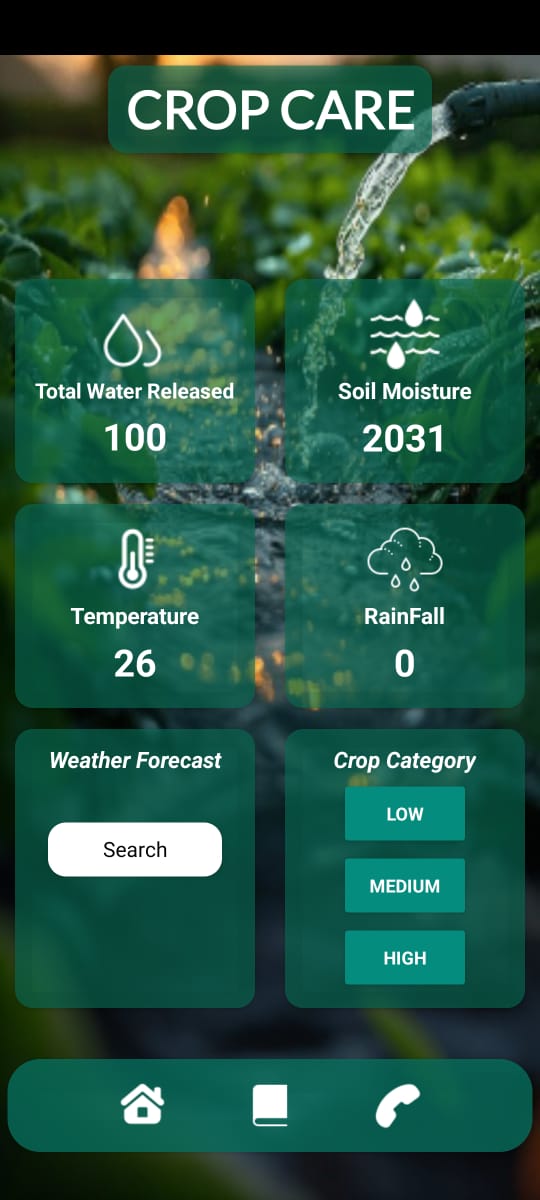 CROP CARE
Total Water Released
100
Soil Moisture
2031
Temperature
26
RainFall
0
Weather Forecast
Search
Crop Category
LOW
MEDIUM
HIGH